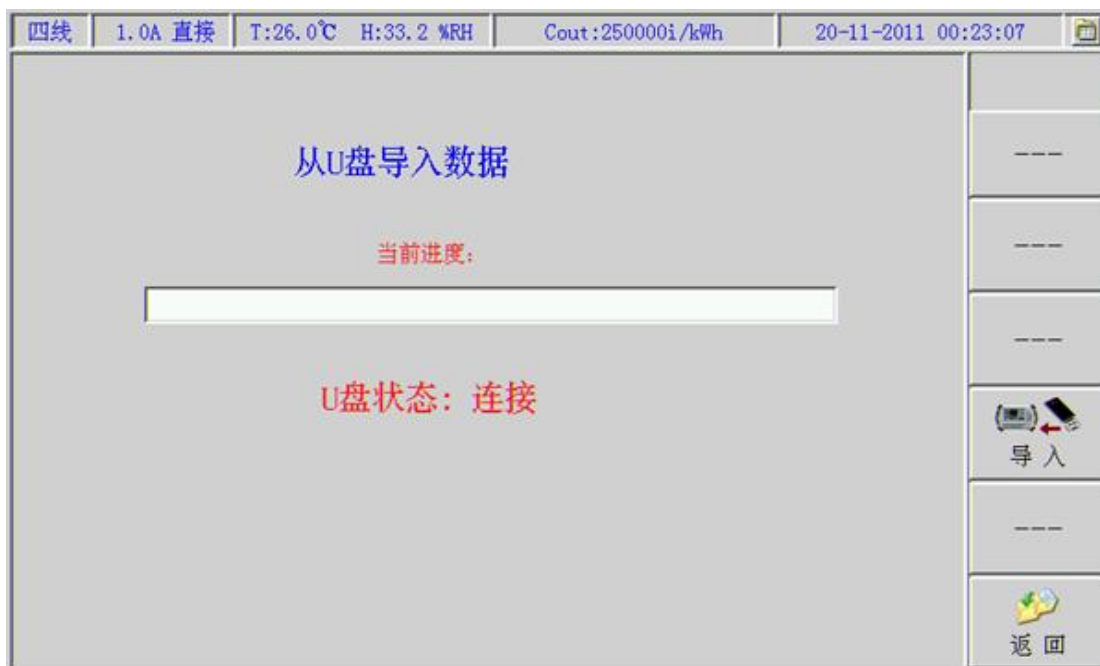 四线 1.0A 直接 T:26.0℃ H:33.2 %RH Cout:250000i/kWh 20-11-2011 00:23:07
从U盘导入数据
---
---
当前进度:
---
U盘状态: 连接
导入
---
返回